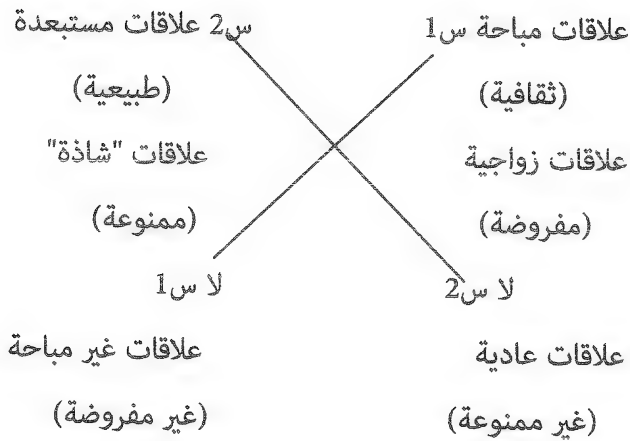 علاقات مباحة س1
س2 علاقات مستبعدة
(ثقافية)
(طبيعية)
علاقات زواجية
علاقات "شاذة"
(مفروضة)
(ممنوعة)
لا س2
لا س1
علاقات عادية
علاقات غير مباحة
(غير ممنوعة)
(غير مفروضة)